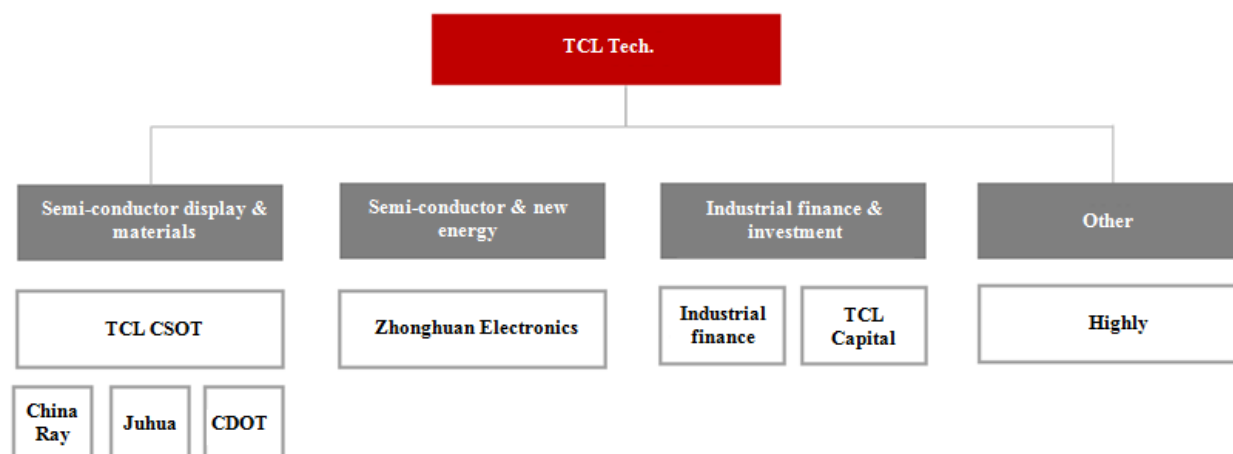 TCL Tech.
Semi-conductor display &
materials
Semi-conductor & new
energy
Industrial finance &
investment
Other
TCL CSOT
Zhonghuan Electronics
Industrial
finance
TCL
Capital
Highly
China
Ray
Juhua
CDOT